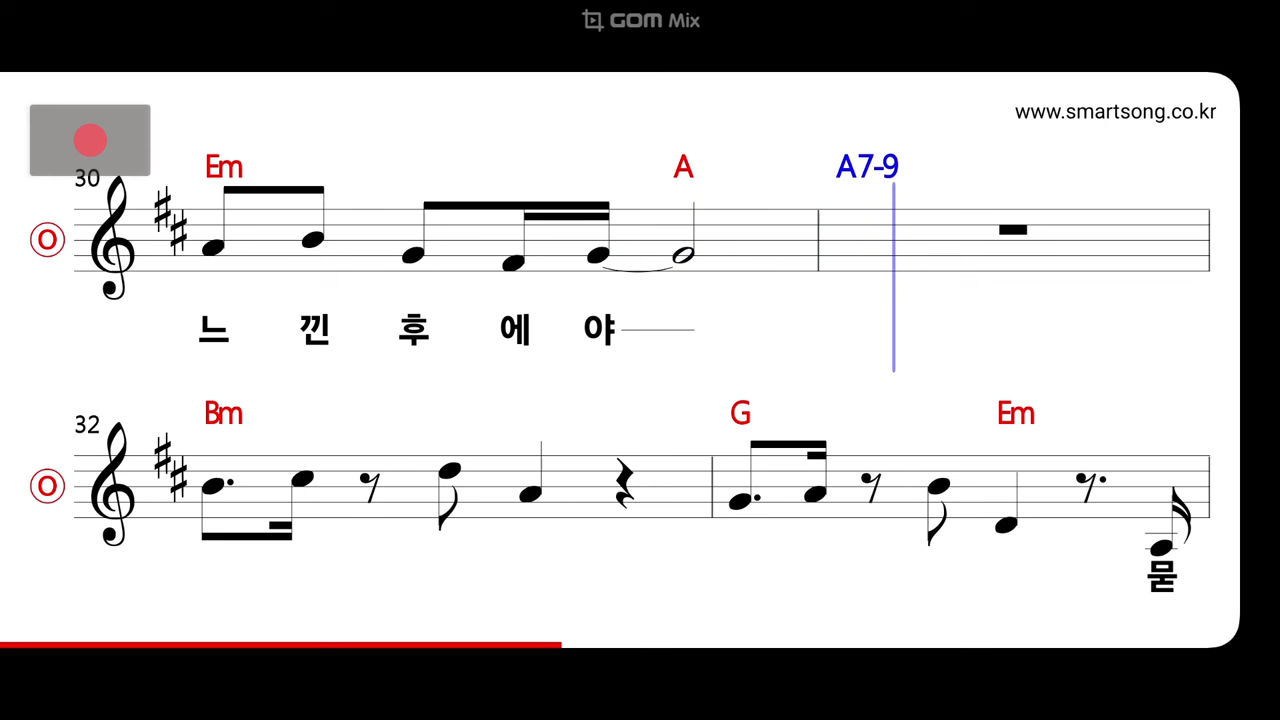 GOM Mix
www.smartsong.co.kr
Em A A7-9
30
O
느 낀 후 에 야
Bm G Em
32
O
묻